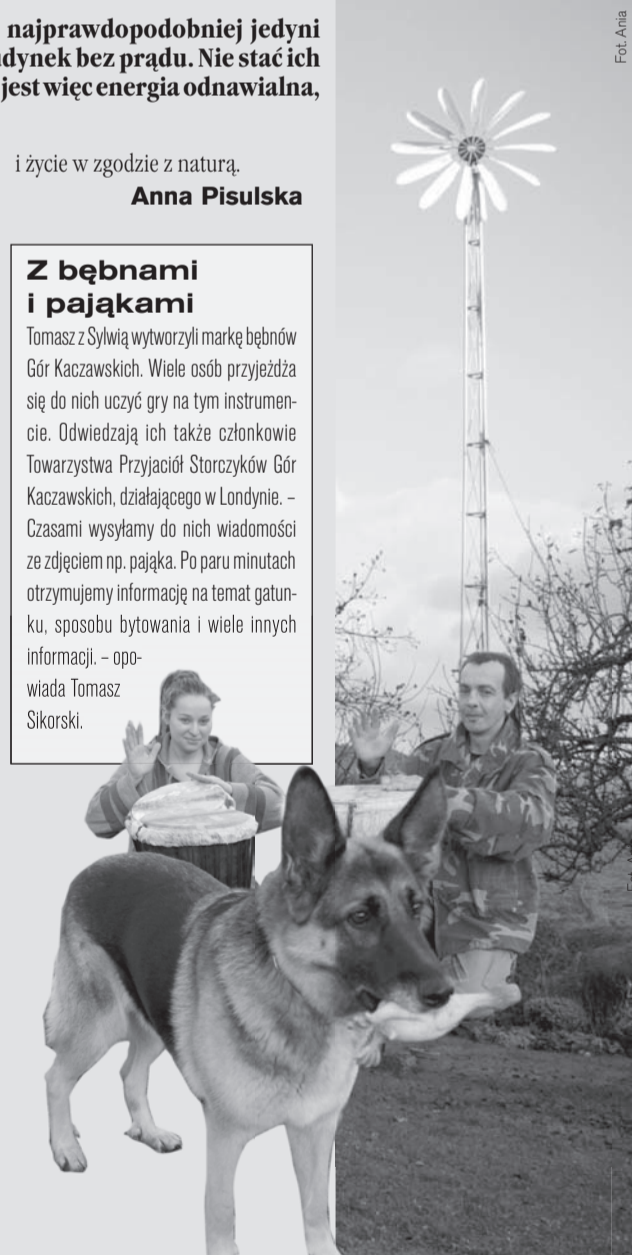 najprawdopodobniej jedyni
bez prądu. Nie stać ich
jest więc energia odnawialna,
i życie w zgodzie z naturą.
Anna Pisulska
Z bębnami
i pająkami
Tomasz z Sylwią wytworzyli markę bębnów
Gór Kaczawskich. Wiele osób przyjeżdża
się do nich uczyć gry na tym instrumen-
cie. Odwiedzają ich także członkowie
Towarzystwa Przyjaciół Storczyków Gór
Kaczawskich, działającego w Londynie. –
Czasami wysyłamy do nich wiadomości
ze zdjęciem np. pająka. Po paru minutach
otrzymujemy informację na temat gatun-
ku, sposobu bytowania i wiele innych
informacji. – opo-
wiada Tomasz
Sikorski.
Fot. Ania